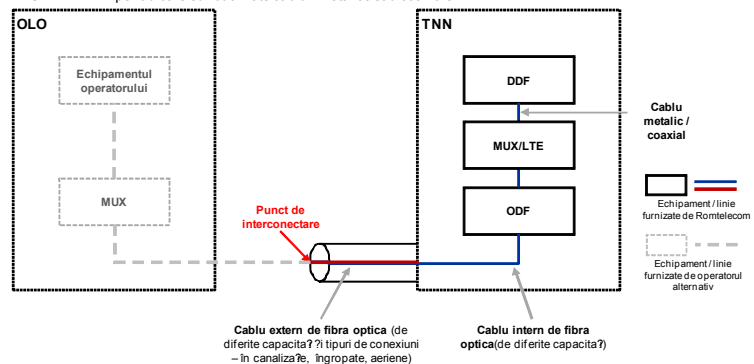 OLO
TNN
Echipamentul
operatorului
DDF
Cablu
metalic /
coaxial
MUX/LTE
MUX
ODF
Punct de
interconectare
Echipament / linie
furnizate de Romtelecom
Echipament / linie
furnizate de operatorul
alternativ
Cablu extern de fibra optica (de
diferite capacita? ?i tipuri de conexiuni
– în canaliza?e, îngropate, aeriene)
Cablu intern de fibra
optica(de diferite capacita?)